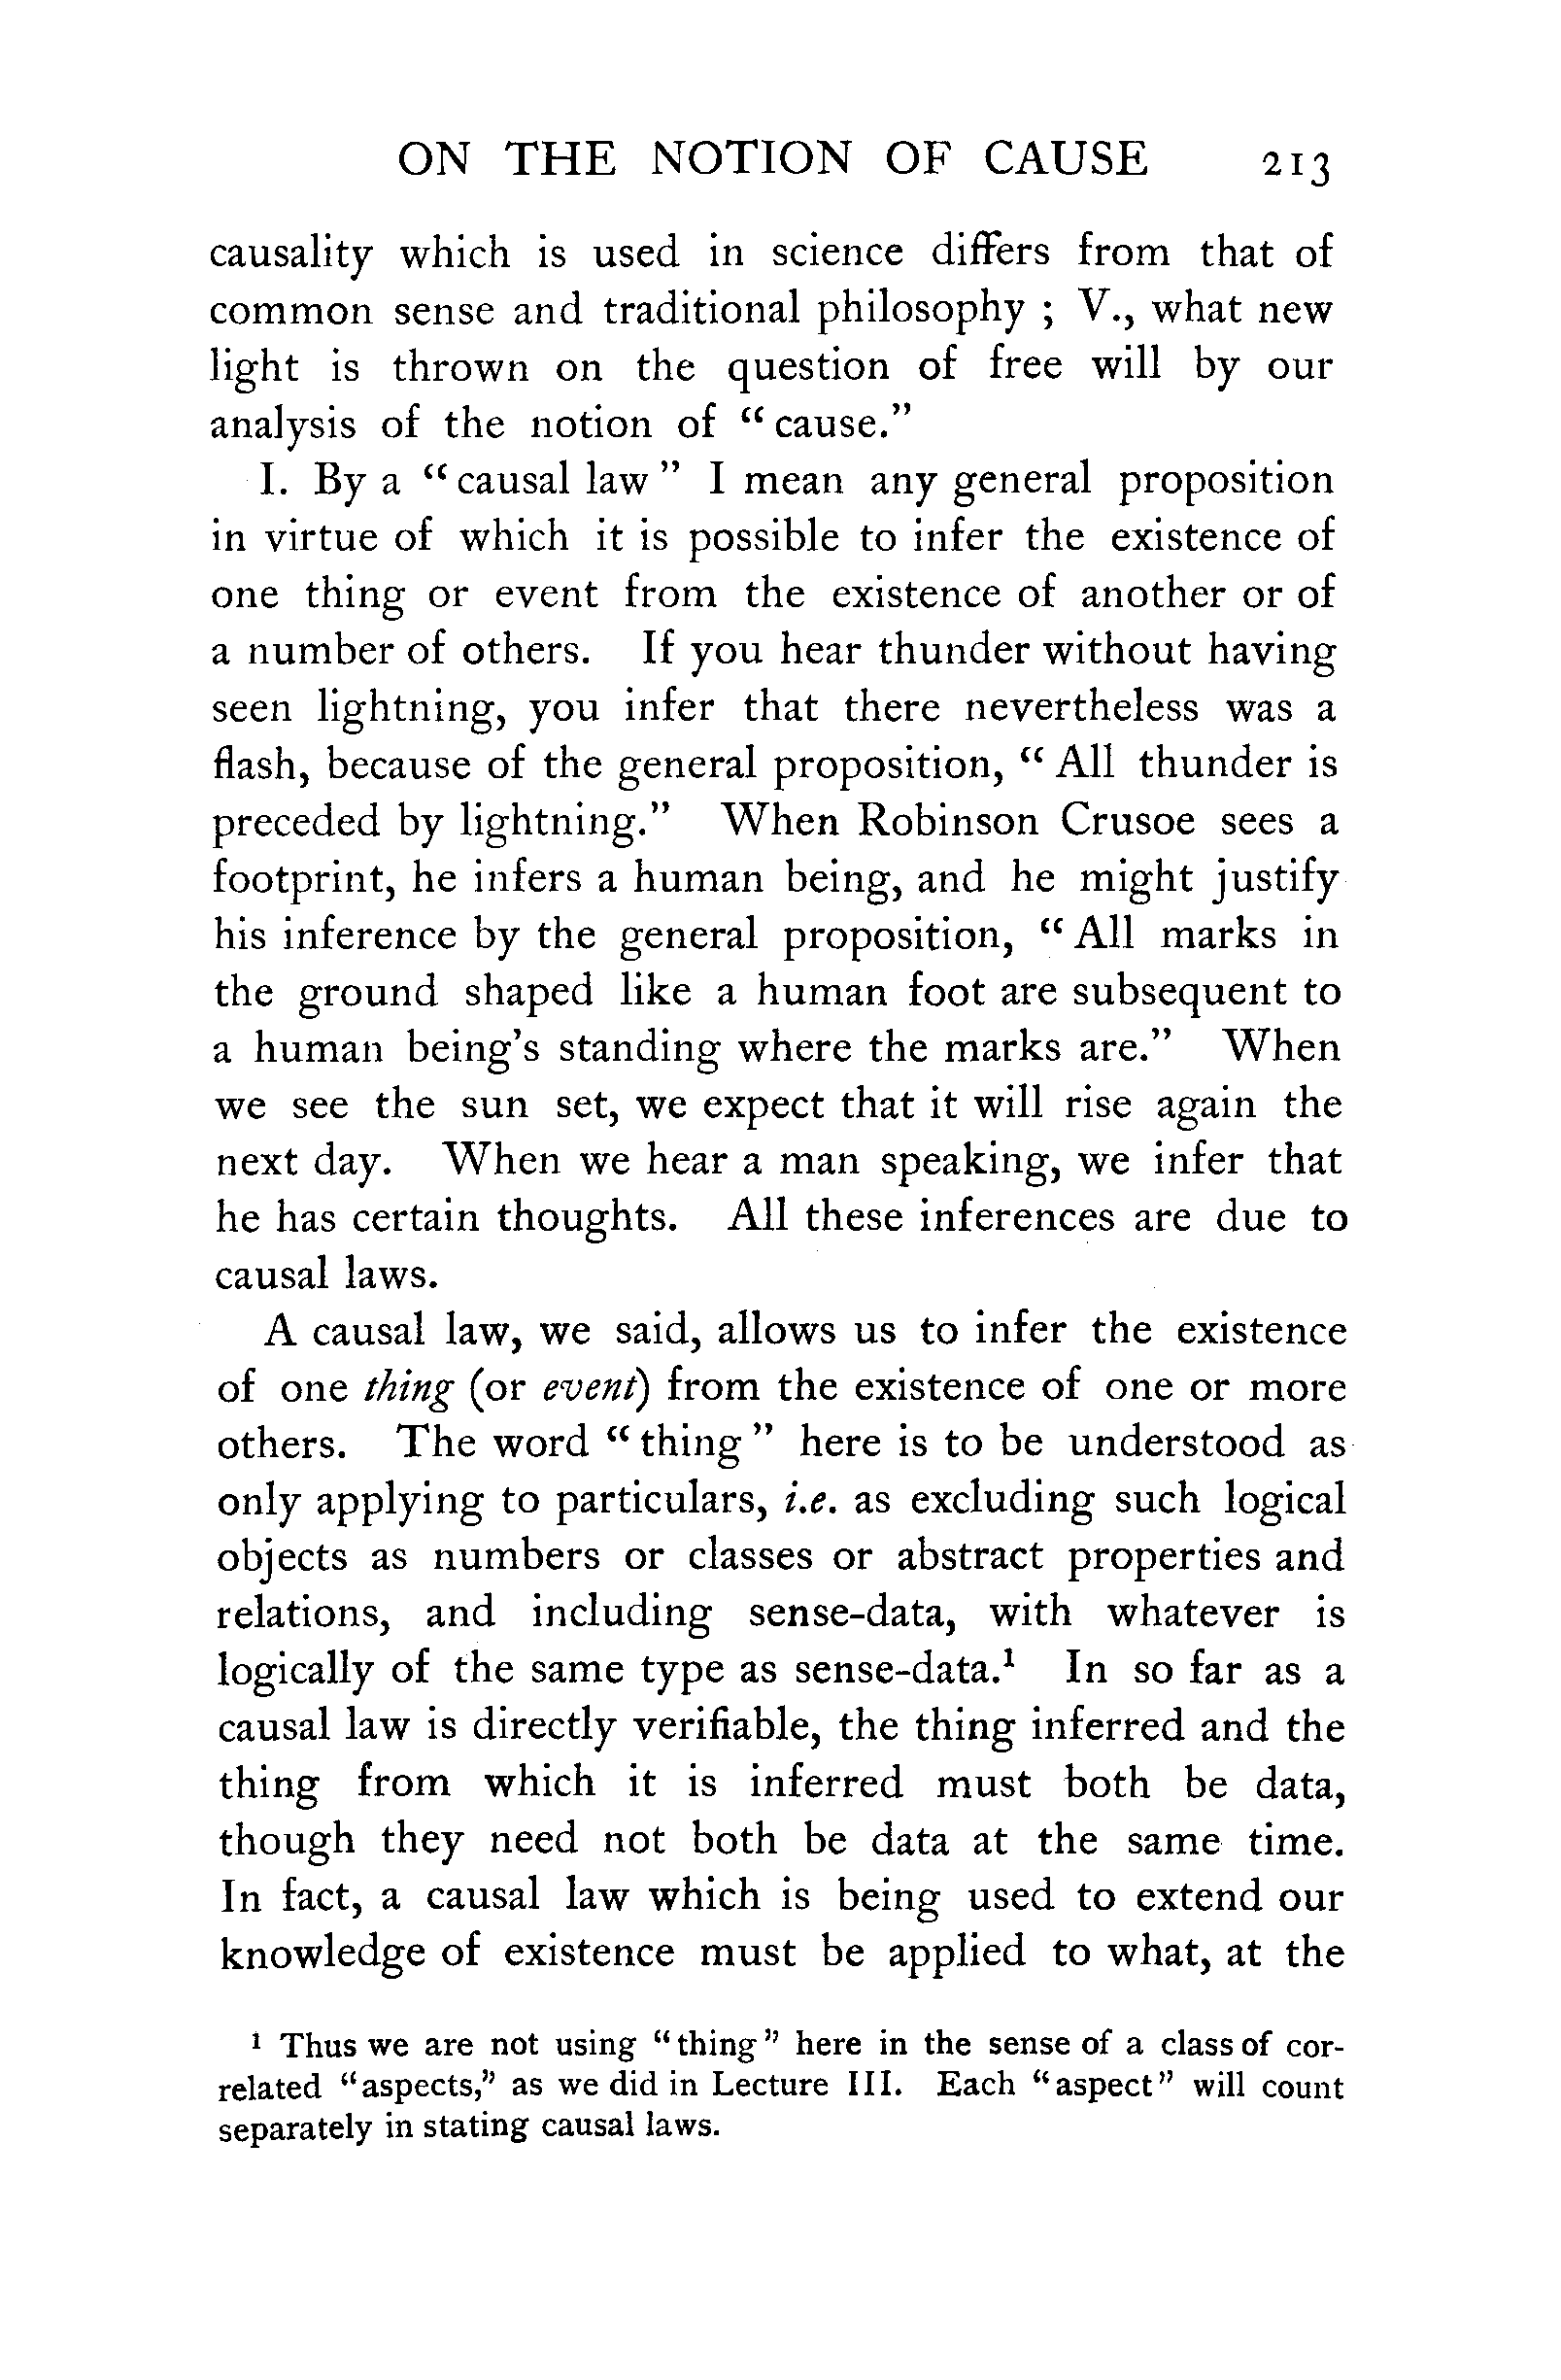 ON THE NOTION OF CAUSE 213
causality which is used in science differs from that of
common sense and traditional philosophy ; V., what new
light is thrown on the question of free will by our
analysis of the notion of “ cause.”
I. By a “ causal law ” I mean any general proposition
in virtue of which it is possible to infer the existence of
one thing or event from the existence of another or of
a number of others. If you hear thunder without having
seen lightning, you infer that there nevertheless was a
flash, because of the general proposition, “ All thunder is
preceded by lightning.” When Robinson Crusoe sees a
footprint, he infers a human being, and he might justify
his inference by the general proposition, “ All marks in
the ground shaped like a human foot are subsequent to
a human being’s standing where the marks are.” When
we see the sun set, we expect that it will rise again the
next day. When we hear a man speaking, we infer that
he has certain thoughts. All these inferences are due to
causal laws.
A causal law, we said, allows us to infer the existence
of one thing (or event) from the existence of one or more
others. The word “ thing ” here is to be understood as
only applying to particulars, i.e. as excluding such logical
objects as numbers or classes or abstract properties and
relations, and including sense-data, with whatever is
logically of the same type as sense-data.¹ In so far as a
causal law is directly verifiable, the thing inferred and the
thing from which it is inferred must both be data,
though they need not both be data at the same time.
In fact, a causal law which is being used to extend our
knowledge of existence must be applied to what, at the
¹ Thus we are not using “thing” here in the sense of a class of cor-
related “aspects,” as we did in Lecture III. Each “aspect” will count
separately in stating causal laws.